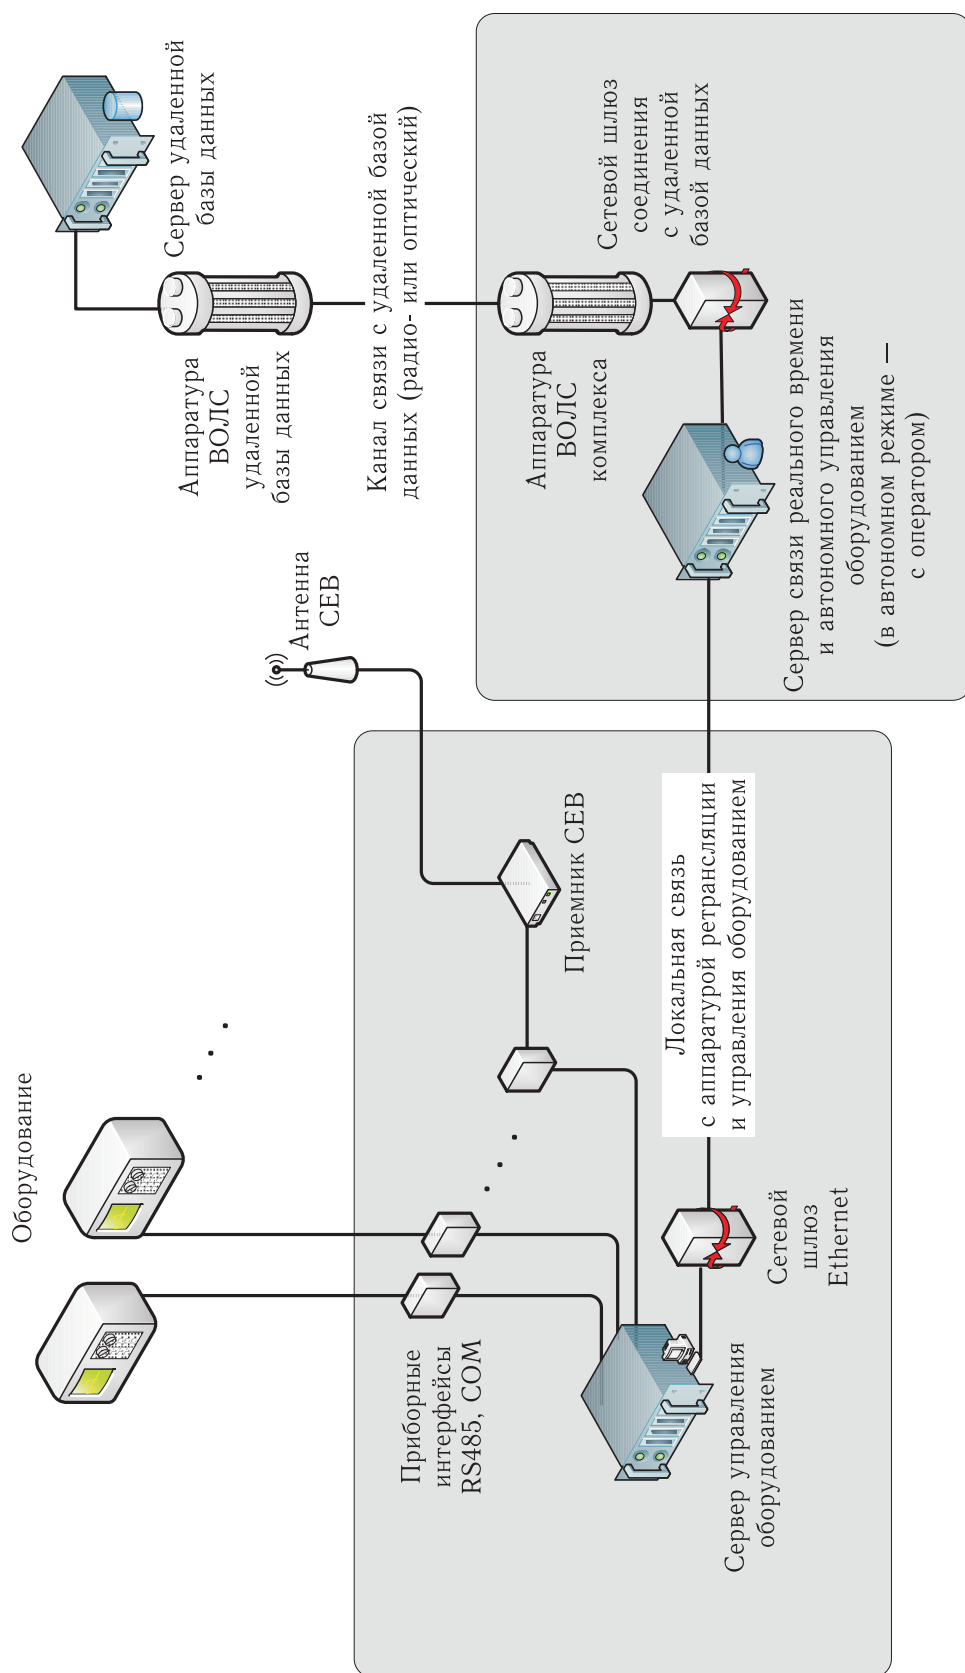 Оборудование
Приборные
интерфейсы
RS485, COM
Сервер управления
оборудованием
Сетевой
шлюз
Ethernet
Приемник СЕВ
Антенна
СЕВ
Локальная связь
с аппаратурой ретрансляции
и управления оборудованием
Сервер удаленной
базы данных
Аппаратура
ВОЛС
удаленной
базы данных
Канал связи с удаленной базой
данных (радио- или оптический)
Аппаратура
ВОЛС
комплекса
Сетевой шлюз
соединения
с удаленной
базой данных
Сервер связи реального времени
и автономного управления
оборудованием
(в автономном режиме —
с оператором)